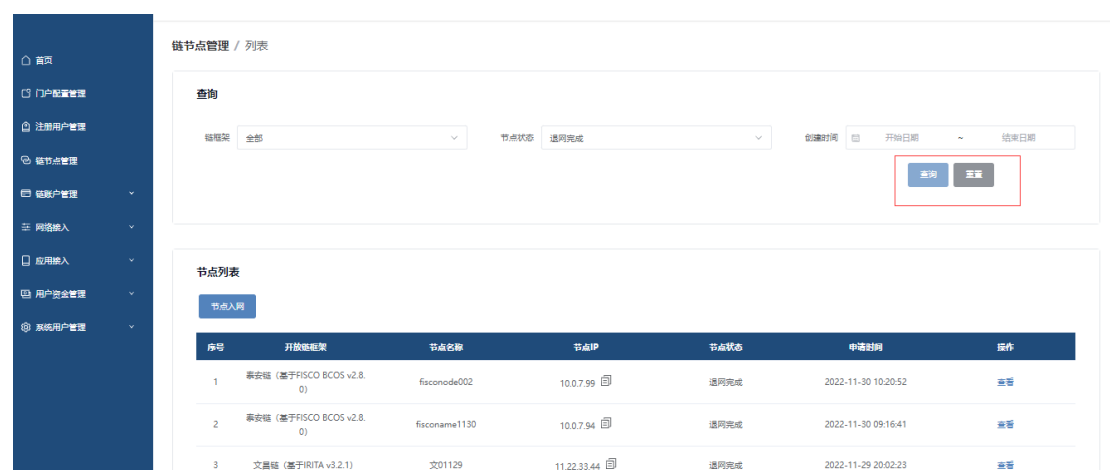 首页
门户配置管理
注册用户管理
链节点管理
链账户管理
网络接入
应用接入
用户资金管理
系统用户管理
链节点管理 / 列表
查询
链框架 全部 节点状态 退网完成 创建时间 开始日期 ~ 结束日期
查询 重置
节点列表
节点入网
序号 开放链框架 节点名称 节点IP 节点状态 申请时间 操作
1 泰安链（基于FISCO BCOS v2.8.0） fisconode002 10.0.7.99 退网完成 2022-11-30 10:20:52 查看
2 泰安链（基于FISCO BCOS v2.8.0） fisconame1130 10.0.7.94 退网完成 2022-11-30 09:16:41 查看
3 文昌链（基于IRITA v3.2.1） 文01129 11.22.33.44 退网完成 2022-11-29 20:02:23 查看